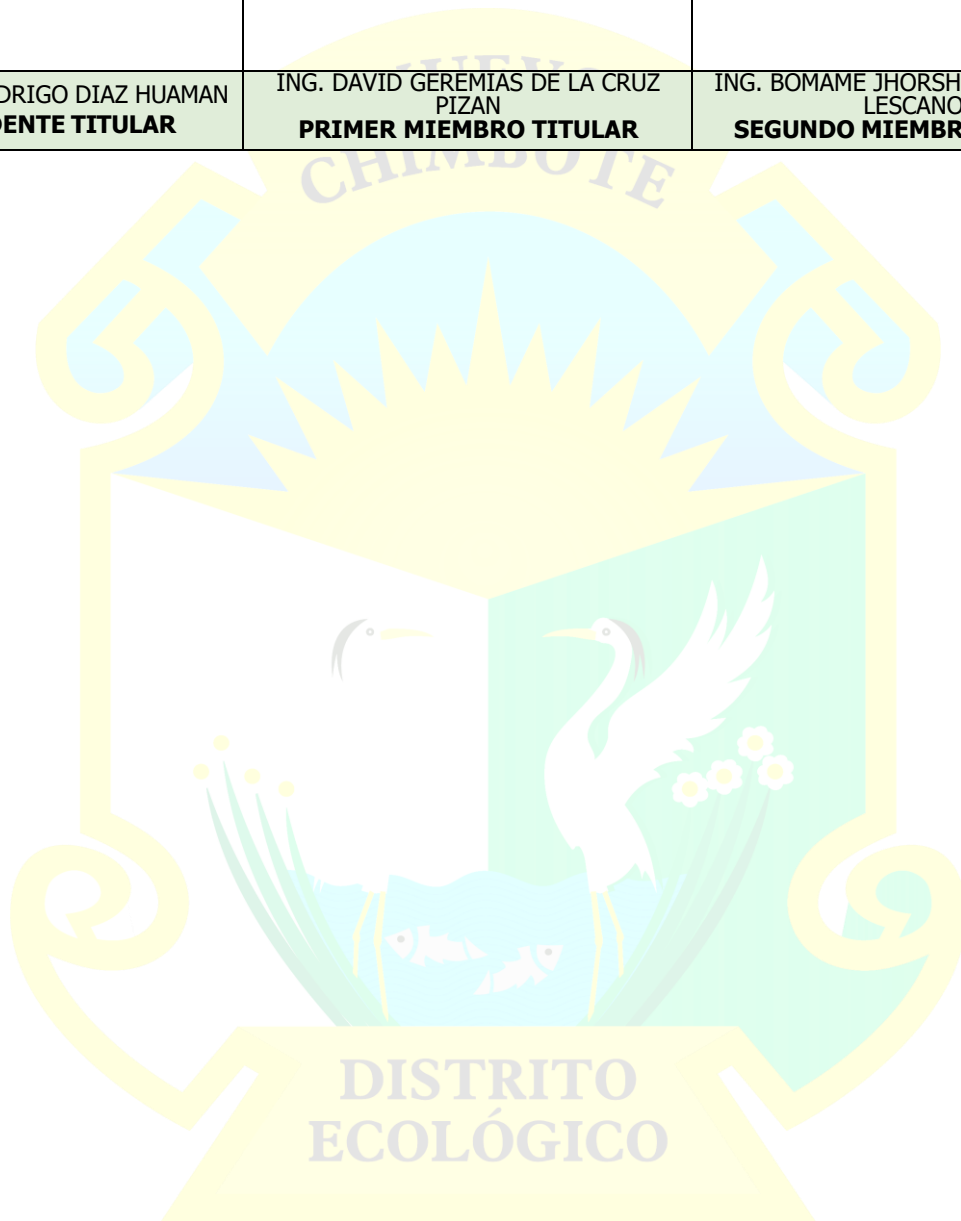 DRIGO DIAZ HUAMAN
DENTE TITULAR
ING. DAVID GEREMIAS DE LA CRUZ
PIZAN
PRIMER MIEMBRO TITULAR
ING. BOMAME JHORSH
LESCANO
SEGUNDO MIEMBR
CHIMBOTE
DISTRITO
ECOLÓGICO